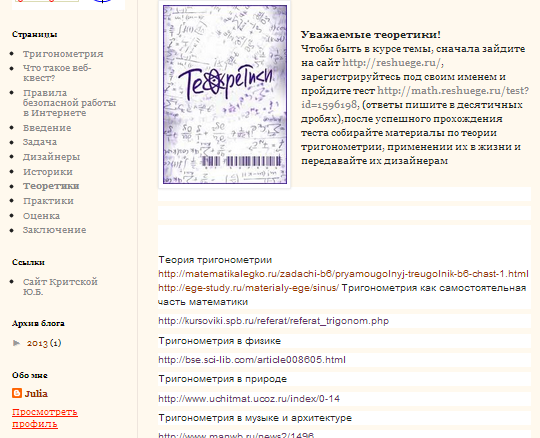 Страницы
Тригонометрия
Что такое веб-
квест?
Правила
безопасной работы
в Интернете
Введение
Задача
Дизайнеры
Историки
Теоретики
Практики
Оценка
Заключение
Ссылки
Сайт Критской
Ю.Б.
Архив блога
► 2013 (1)
Обо мне
Julia
Просмотреть
профиль
Теоретики
Уважаемые теоретики!
Чтобы быть в курсе темы, сначала зайдите
на сайт http://reshuege.ru/,
зарегистрируйтесь под своим именем и
пройдите тест http://math.reshuege.ru/test?
id=1596198, (ответы пишите в десятичных
дробях),после успешного прохождения
теста собирайте материалы по теории
тригонометрии, применении их в жизни и
передавайте их дизайнерам
Теория тригонометрии
http://matematikalegko.ru/zadachi-b6/pryamougolnyj-treugolnik-b6-chast-1.html
http://ege-study.ru/materialy-ege/sinus/ Тригонометрия как самостоятельная
часть математики
http://kursoviki.spb.ru/referat/referat_trigonom.php
Тригонометрия в физике
http://bse.sci-lib.com/article008605.html
Тригонометрия в природе
http://www.uchitmat.ucoz.ru/index/0-14
Тригонометрия в музыке и архитектуре
http://www.manwb.ru/news2/1496